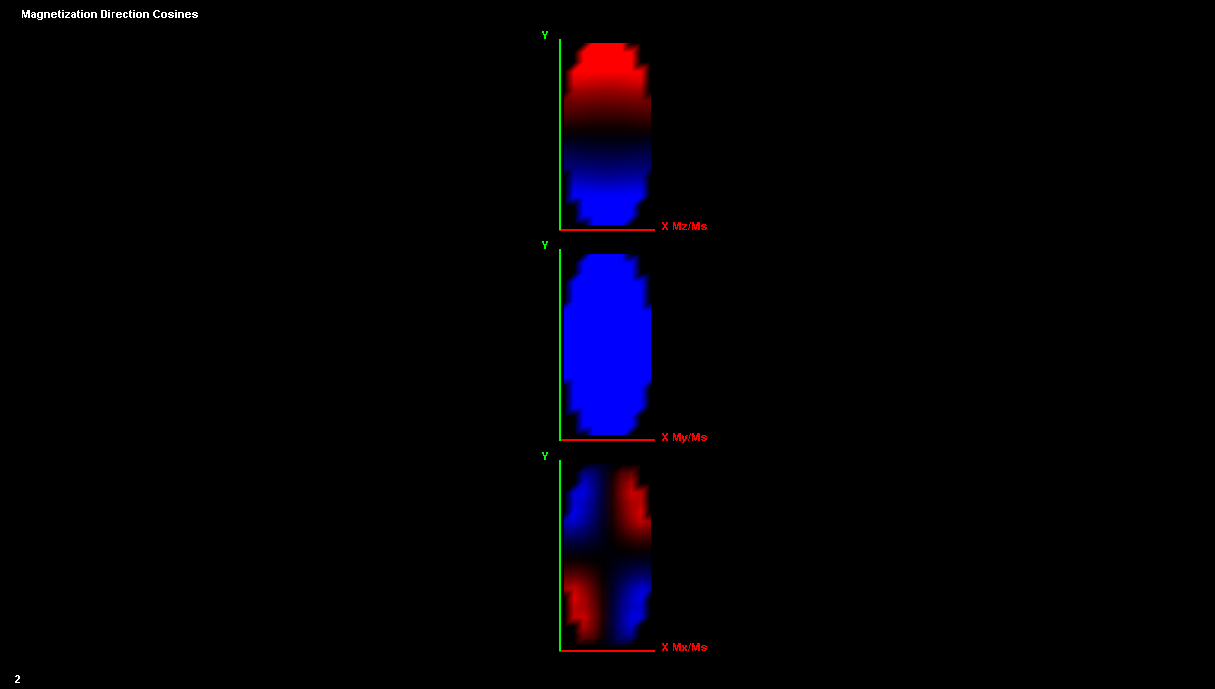 Magnetization Direction Cosines
Y
X Mz/Ms
Y
X My/Ms
Y
X Mx/Ms
2